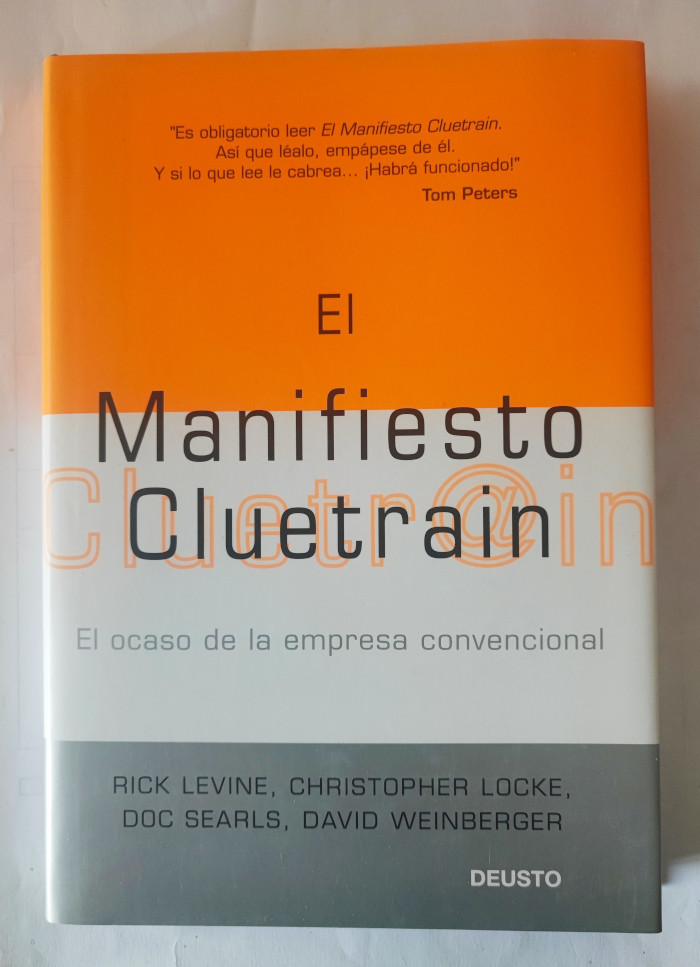 "Es obligatorio leer El Manifiesto Cluetrain.
Así que léalo, empápese de él.
Y si lo que lee le cabrea... ¡Habrá funcionado!"
Tom Peters
El
Manifiesto
Cluetr@in
Cluetrain
El ocaso de la empresa convencional
RICK LEVINE, CHRISTOPHER LOCKE,
DOC SEARLS, DAVID WEINBERGER
DEUSTO